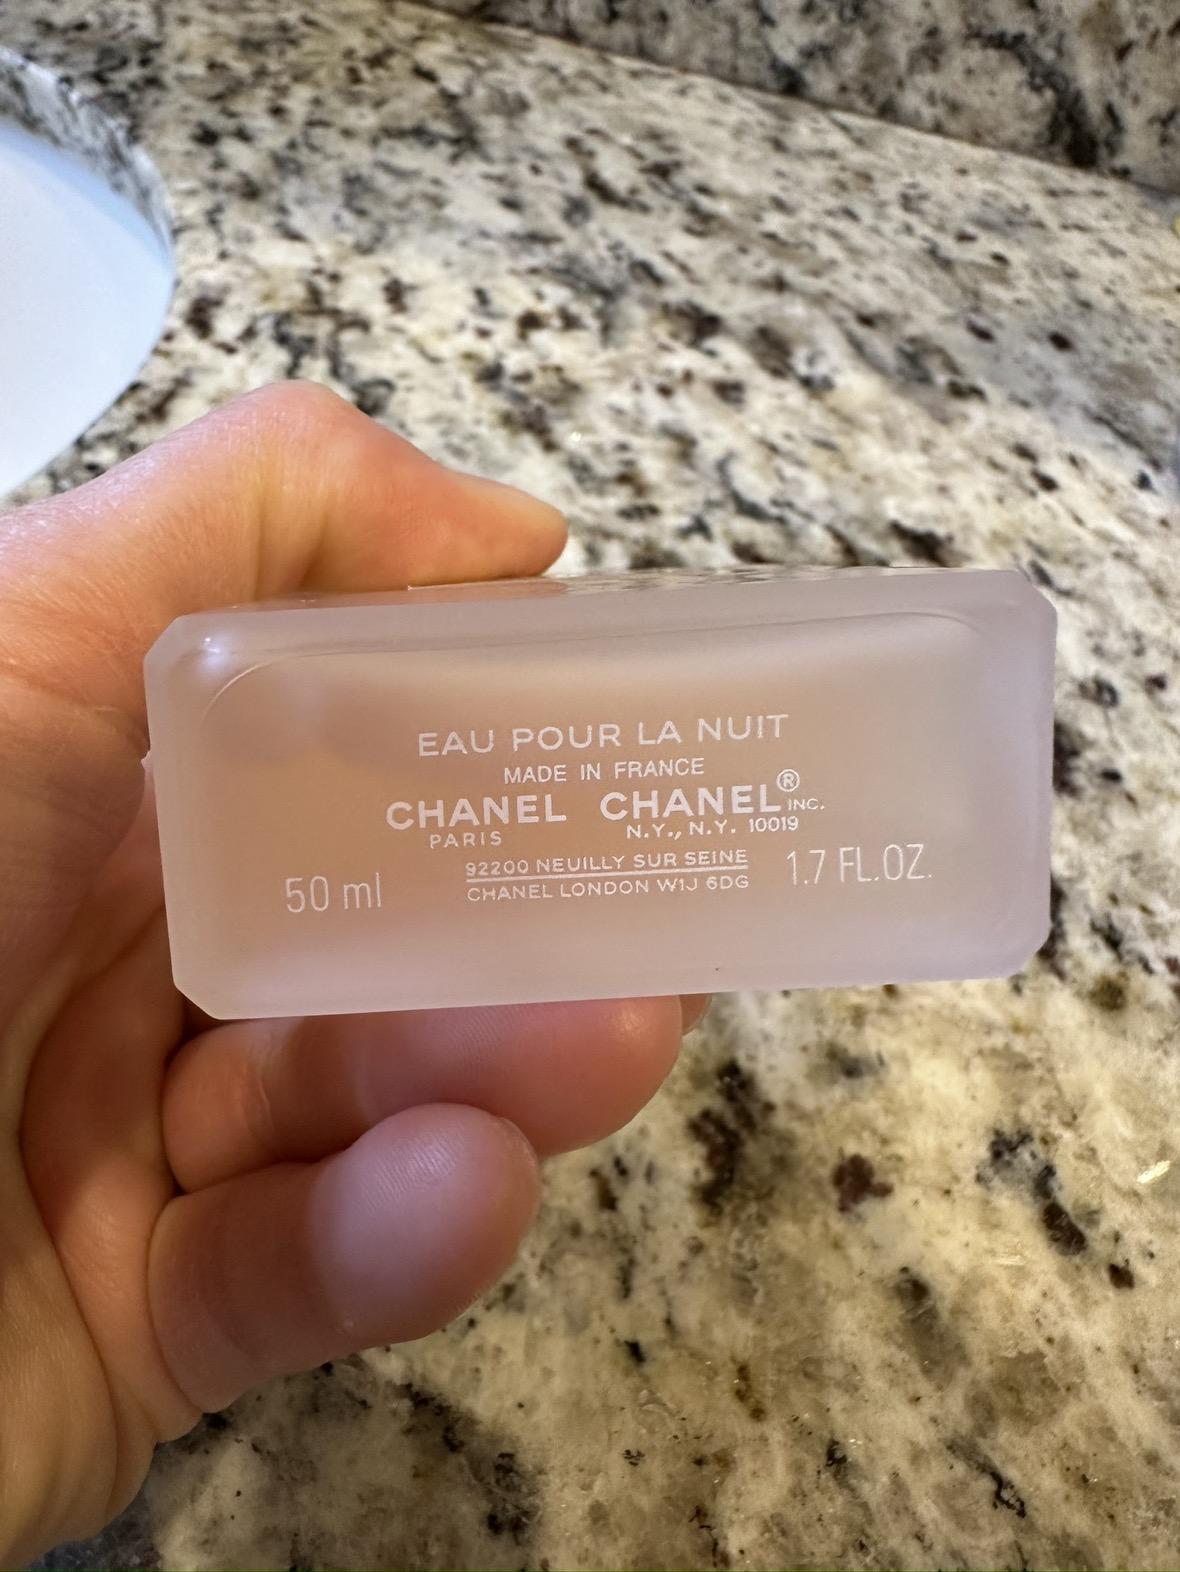 EAU POUR LA NUIT
MADE IN FRANCE
CHANEL CHANEL® INC.
PARIS N.Y., N.Y. 10019
92200 NEUILLY SUR SEINE
50 ml CHANEL LONDON W1J 6DG 1.7 FL.OZ.